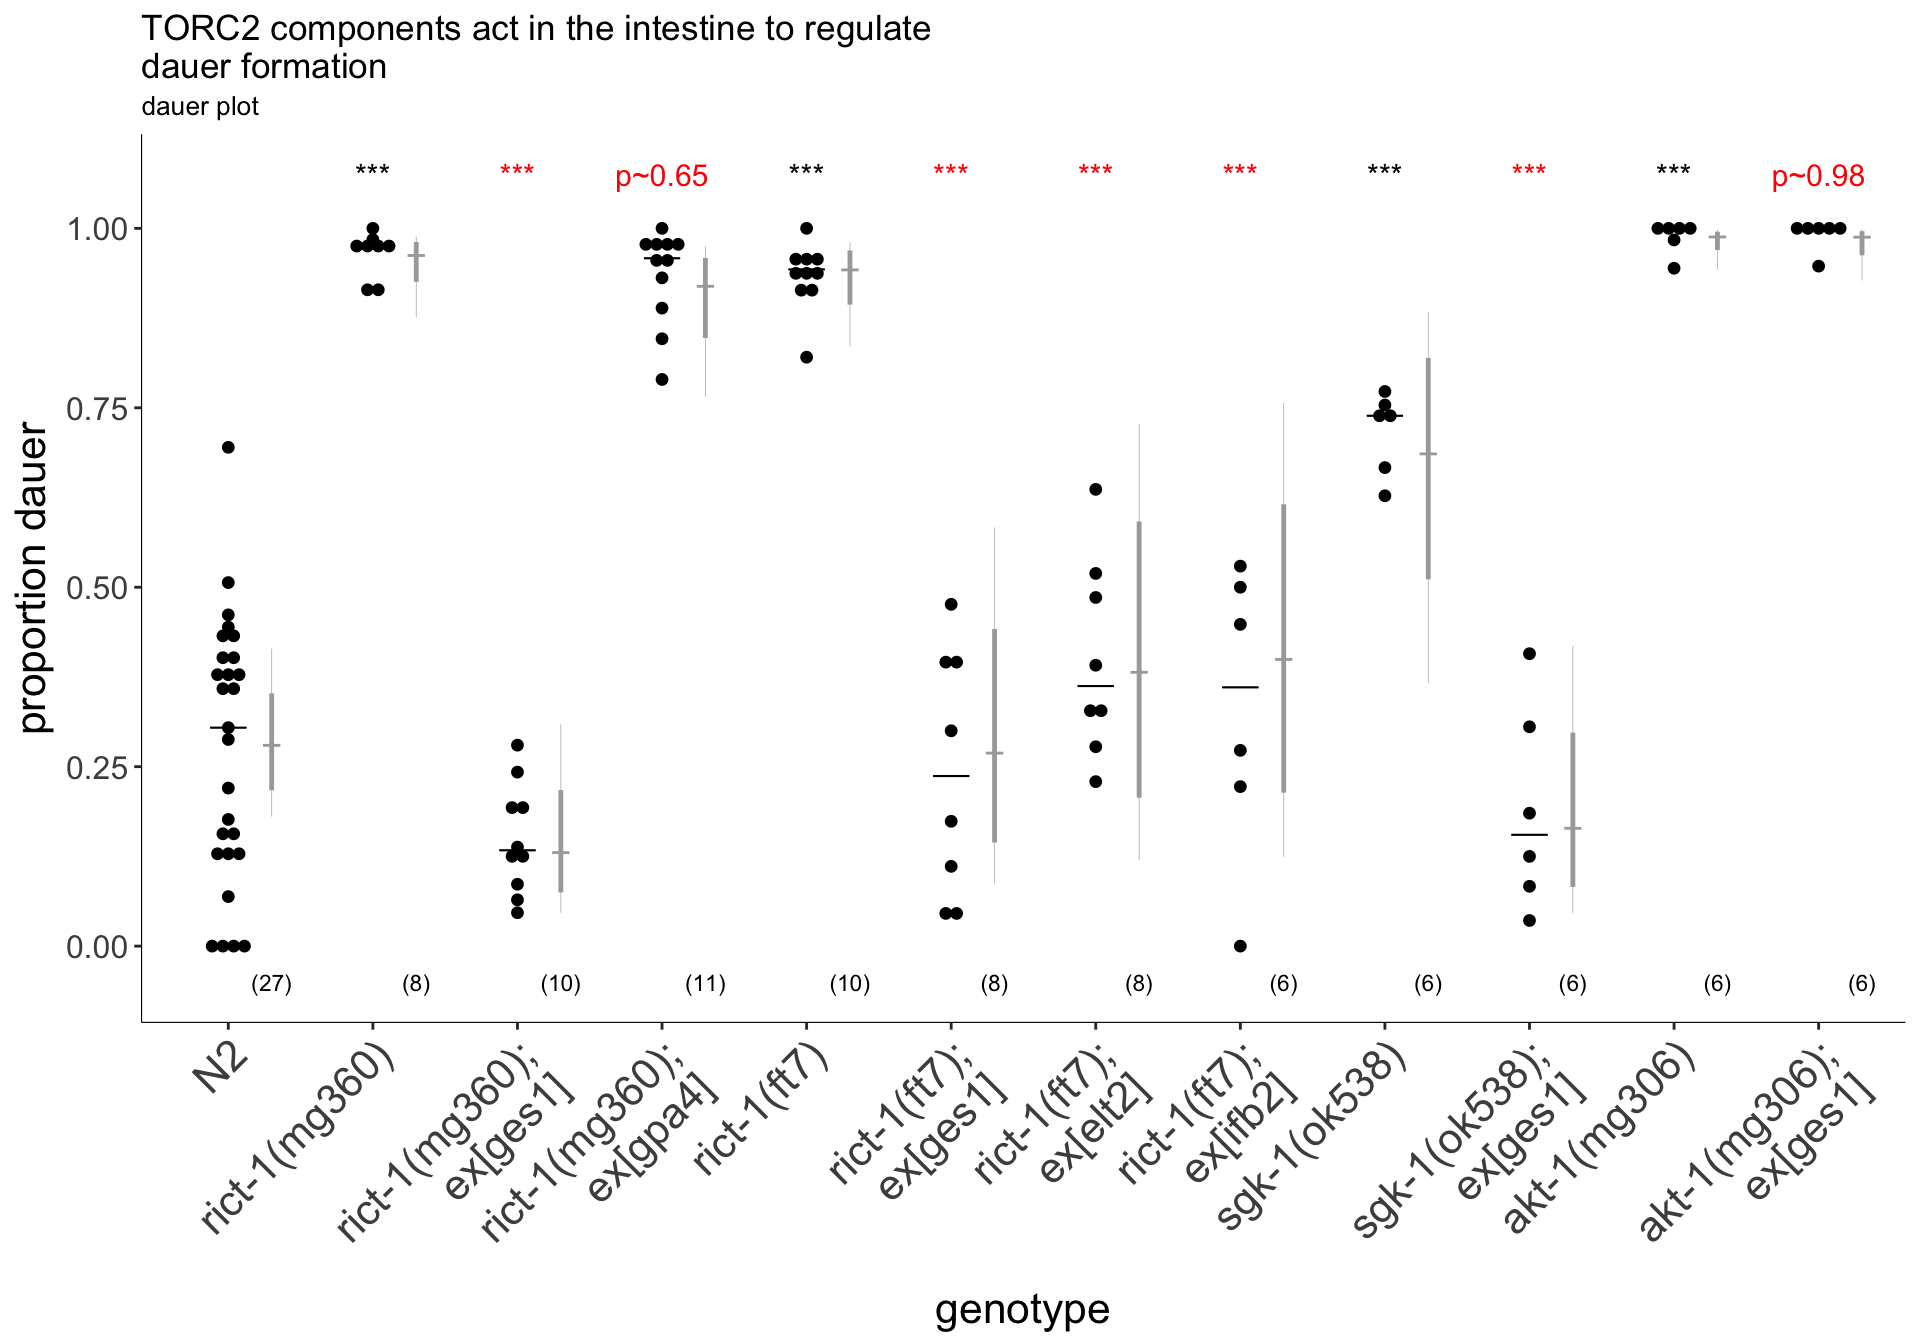 TORC2 components act in the intestine to regulate
dauer formation
dauer plot
*** *** p~0.65 *** *** *** *** *** *** *** p~0.98
proportion dauer
1.00
0.75
0.50
0.25
0.00
(27) (8) (10) (11) (10) (8) (8) (6) (6) (6) (6) (6)
N2
rict-1(mg360)
rict-1(mg360);
ex[ges1]
rict-1(mg360);
ex[gpa4]
rict-1(ft7)
rict-1(ft7);
ex[ges1]
rict-1(ft7);
ex[elt2]
rict-1(ft7);
ex[ifb2]
sgk-1(ok538)
sgk-1(ok538);
ex[ges1]
akt-1(mg306)
akt-1(mg306);
ex[ges1]
genotype